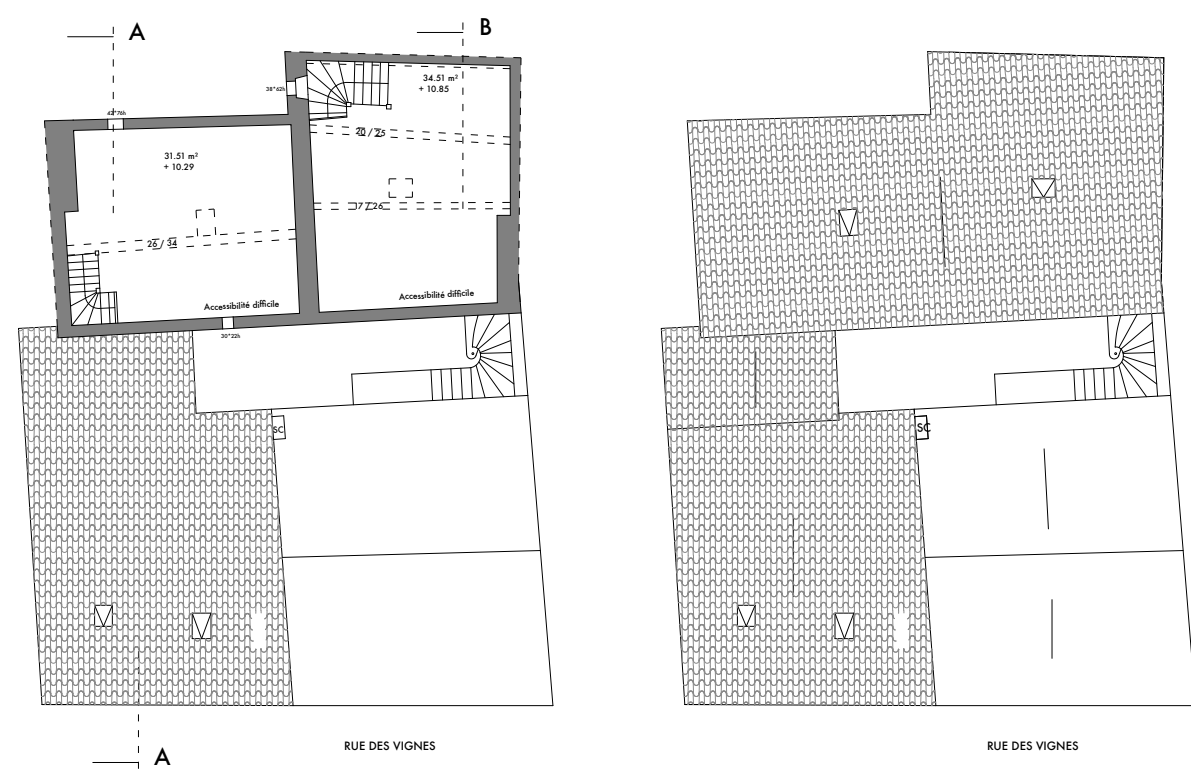 A
B
38*62h
34.51 m²
+ 10.85
42*76h
20 / 25
31.51 m²
+ 10.29
17 / 26
26 / 34
Accessibilité difficile
Accessibilité difficile
30*22h
SC
SC
RUE DES VIGNES
RUE DES VIGNES
A